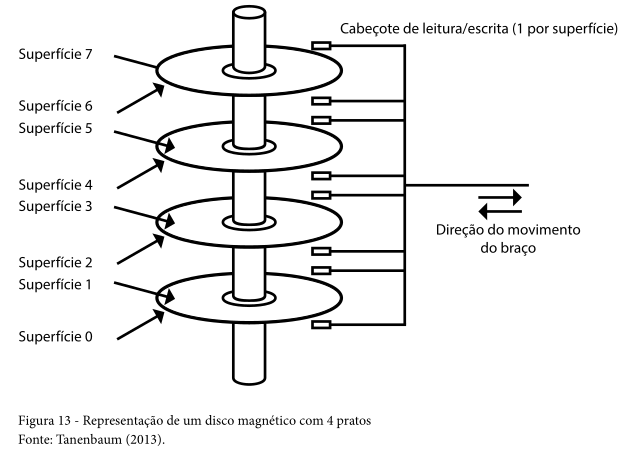 Cabeçote de leitura/escrita (1 por superfície)
Superfície 7
Superfície 6
Superfície 5
Superfície 4
Superfície 3
Superfície 2
Superfície 1
Superfície 0
Direção do movimento
do braço
Figura 13 - Representação de um disco magnético com 4 pratos
Fonte: Tanenbaum (2013).